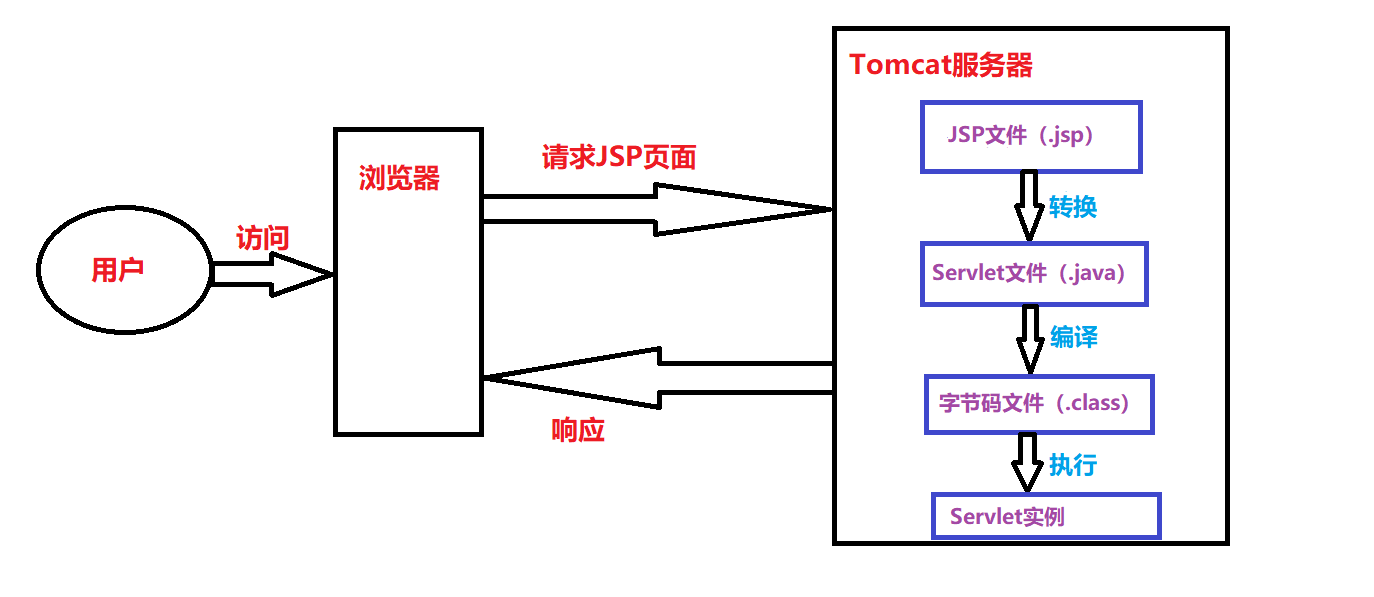 Tomcat服务器
JSP文件（.jsp）
请求JSP页面
浏览器
转换
访问
用户
Servlet文件（.java）
编译
字节码文件（.class）
响应
执行
Servlet实例